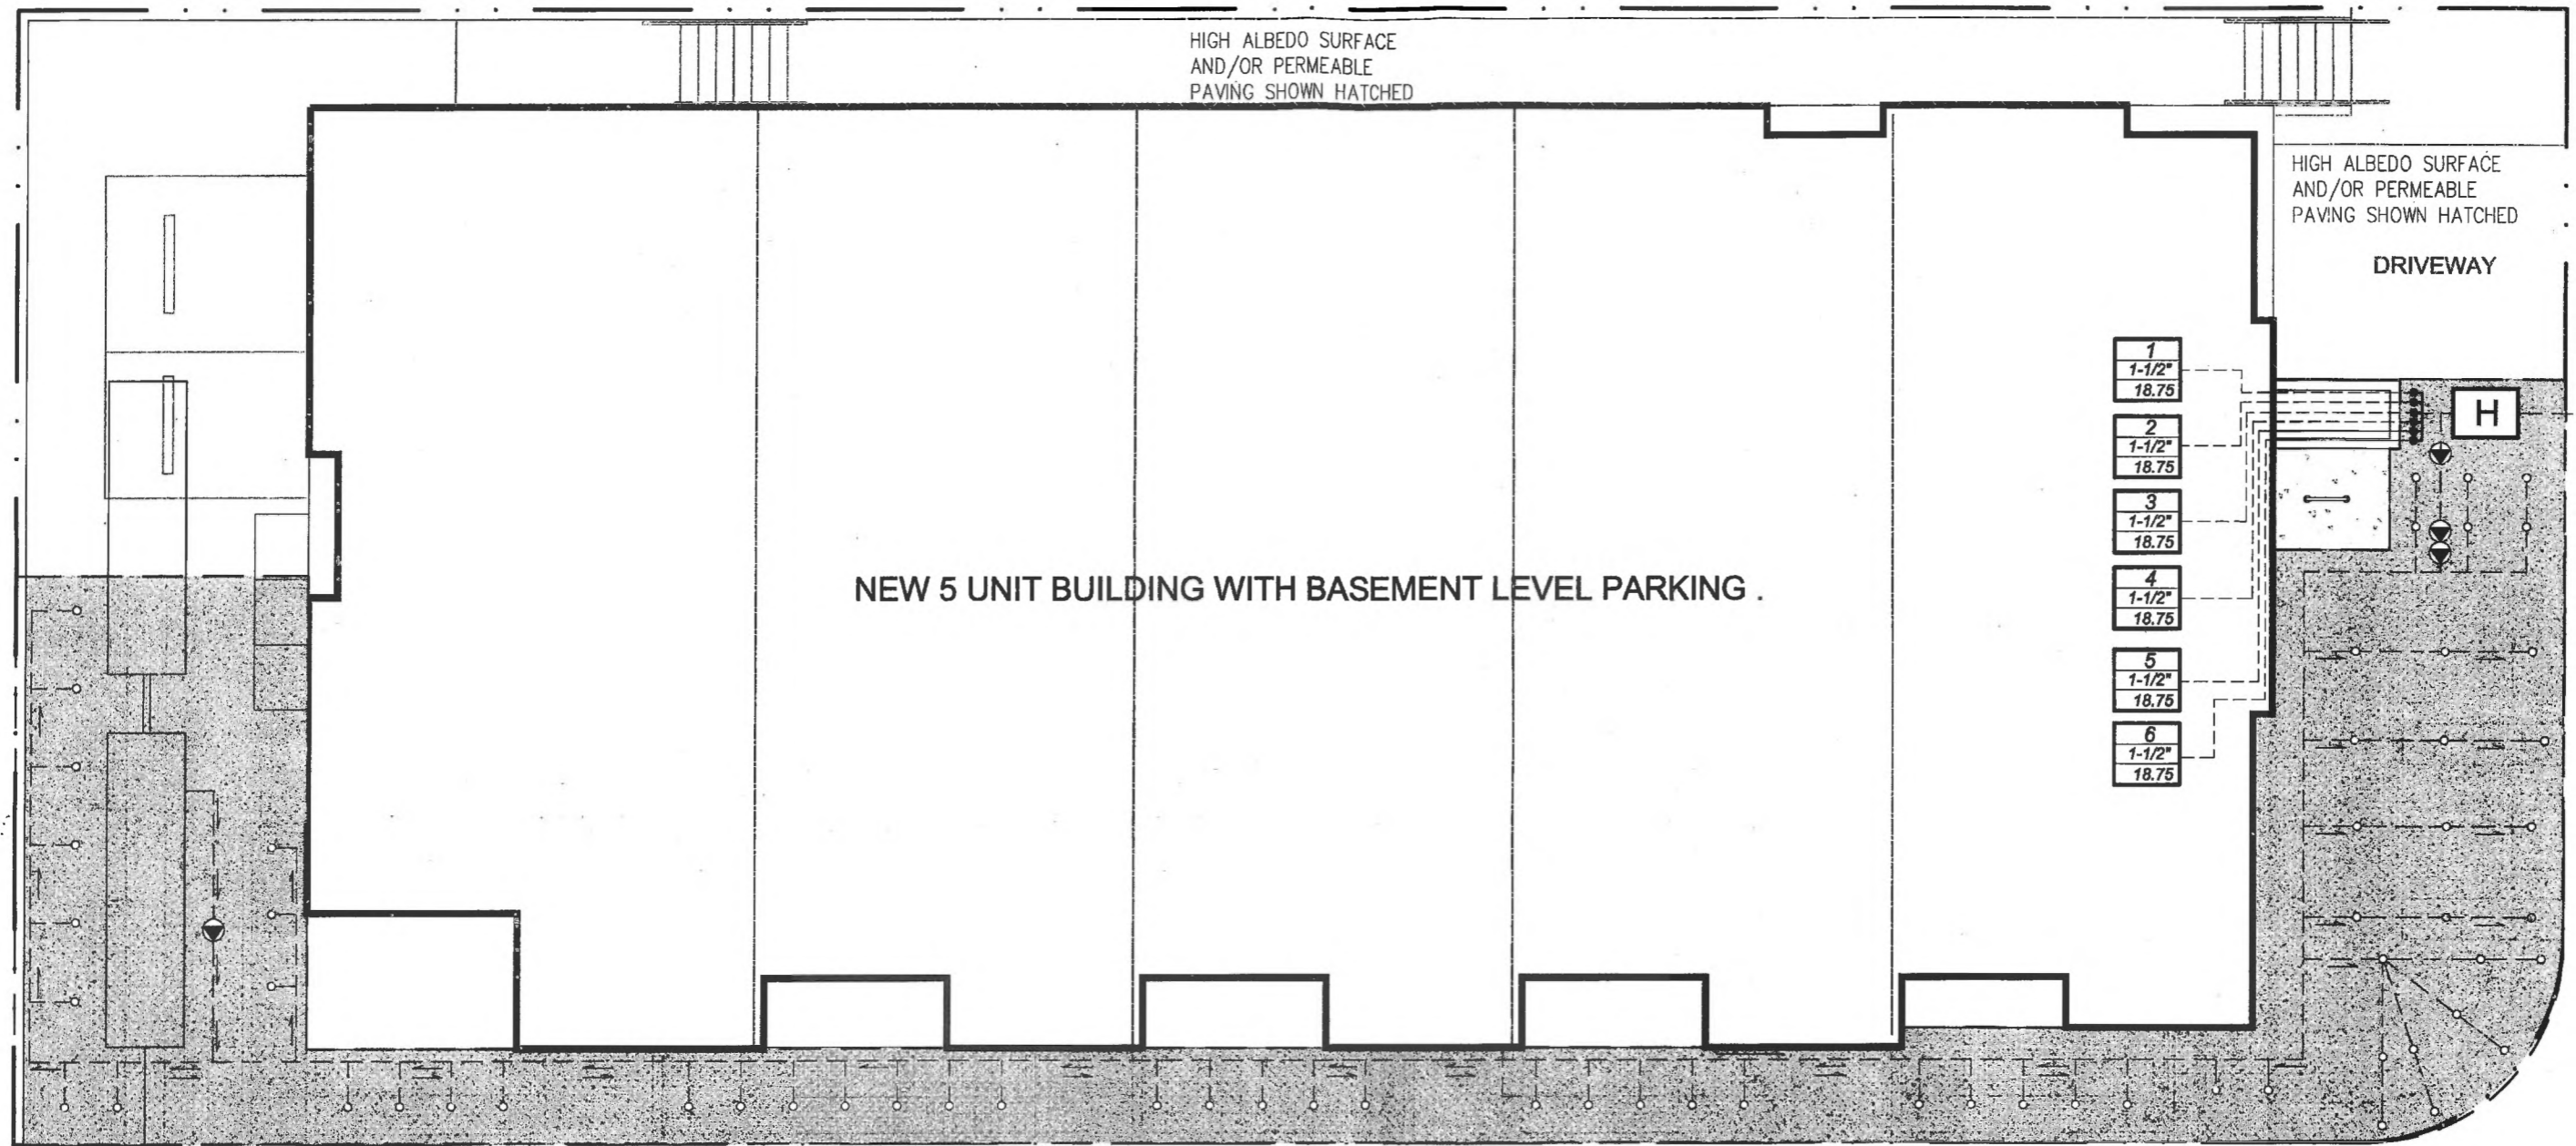 HIGH ALBEDO SURFACE
AND/OR PERMEABLE
PAVING SHOWN HATCHED
HIGH ALBEDO SURFACE
AND/OR PERMEABLE
PAVING SHOWN HATCHED
DRIVEWAY
1
1-1/2"
18.75
H
2
1-1/2"
18.75
3
1-1/2"
18.75
NEW 5 UNIT BUILDING WITH BASEMENT LEVEL PARKING .
4
1-1/2"
18.75
5
1-1/2"
18.75
6
1-1/2"
18.75